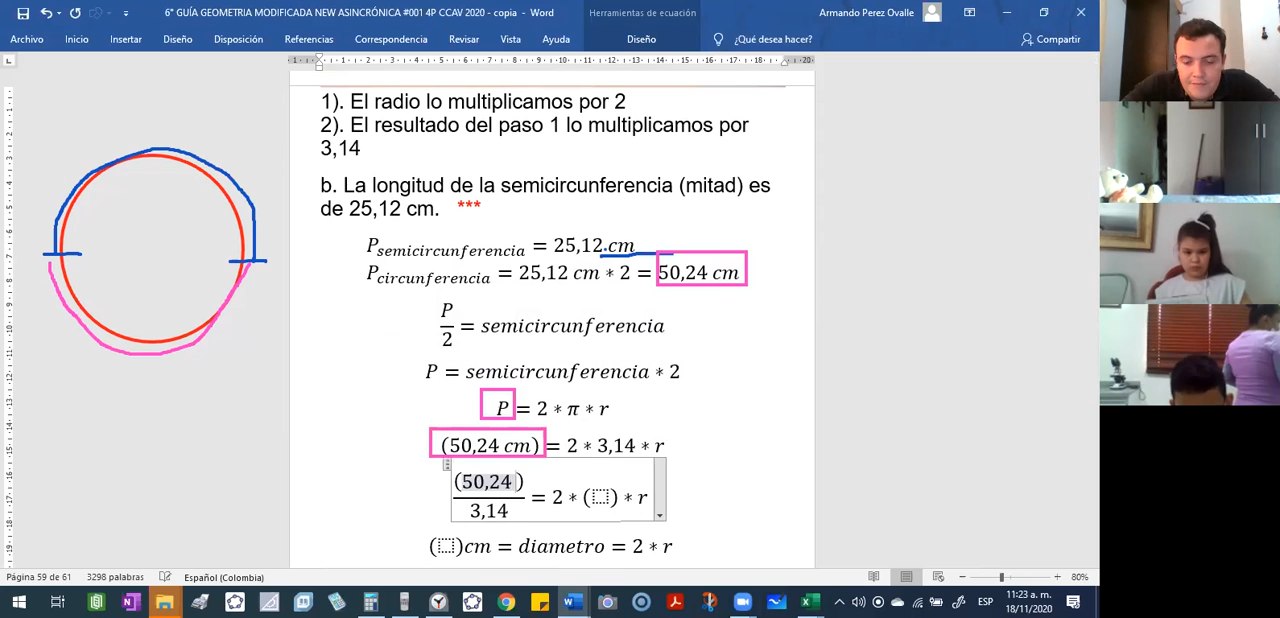 6° GUÍA GEOMETRIA MODIFICADA NEW ASINCRÓNICA #001 4P CCAV 2020 - copia - Word
Herramientas de ecuación
Armando Perez Ovalle
Archivo Inicio Insertar Diseño Disposición Referencias Correspondencia Revisar Vista Ayuda Diseño ¿Qué desea hacer? Compartir
1). El radio lo multiplicamos por 2
2). El resultado del paso 1 lo multiplicamos por
3,14
b. La longitud de la semicircunferencia (mitad) es
de 25,12 cm. ***
P_semicircunferencia = 25,12 cm
P_circunferencia = 25,12 cm * 2 = 50,24 cm
P/2 = semicircunferencia
P = semicircunferencia * 2
P = 2 * π * r
(50,24 cm) = 2 * 3,14 * r
(50,24 )/3,14 = 2 * (⬚) * r
(⬚)cm = diametro = 2 * r
Página 59 de 61 3298 palabras Español (Colombia) 80%
ESP 11:23 a. m.
18/11/2020